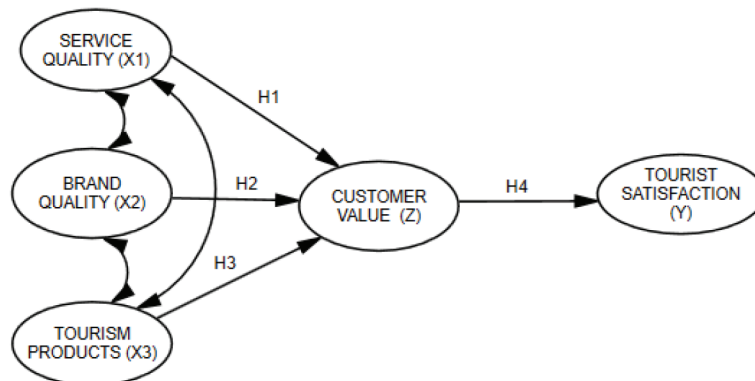 SERVICE
QUALITY (X1)
H1
BRAND
QUALITY (X2)
H2
CUSTOMER
VALUE (Z)
H4
TOURIST
SATISFACTION
(Y)
H3
TOURISM
PRODUCTS (X3)